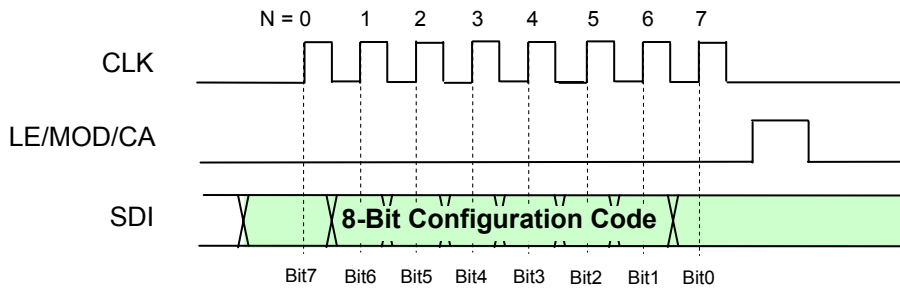 N = 0 1 2 3 4 5 6 7
CLK
LE/MOD/CA
SDI
8-Bit Configuration Code
Bit7 Bit6 Bit5 Bit4 Bit3 Bit2 Bit1 Bit0